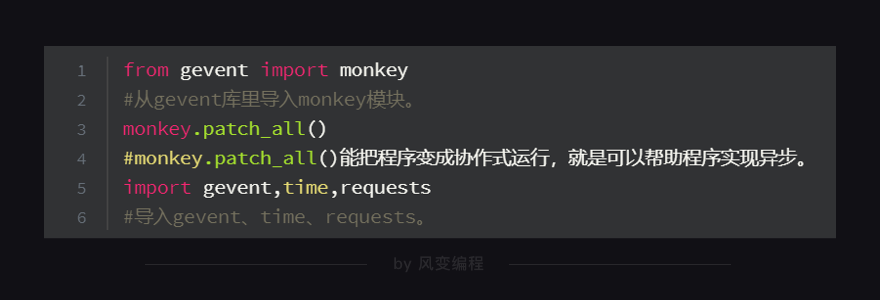 1 from gevent import monkey
2 #从gevent库里导入monkey模块。
3 monkey.patch_all()
4 #monkey.patch_all()能把程序变成协作式运行，就是可以帮助程序实现异步。
5 import gevent,time,requests
6 #导入gevent、time、requests。
by 风变编程